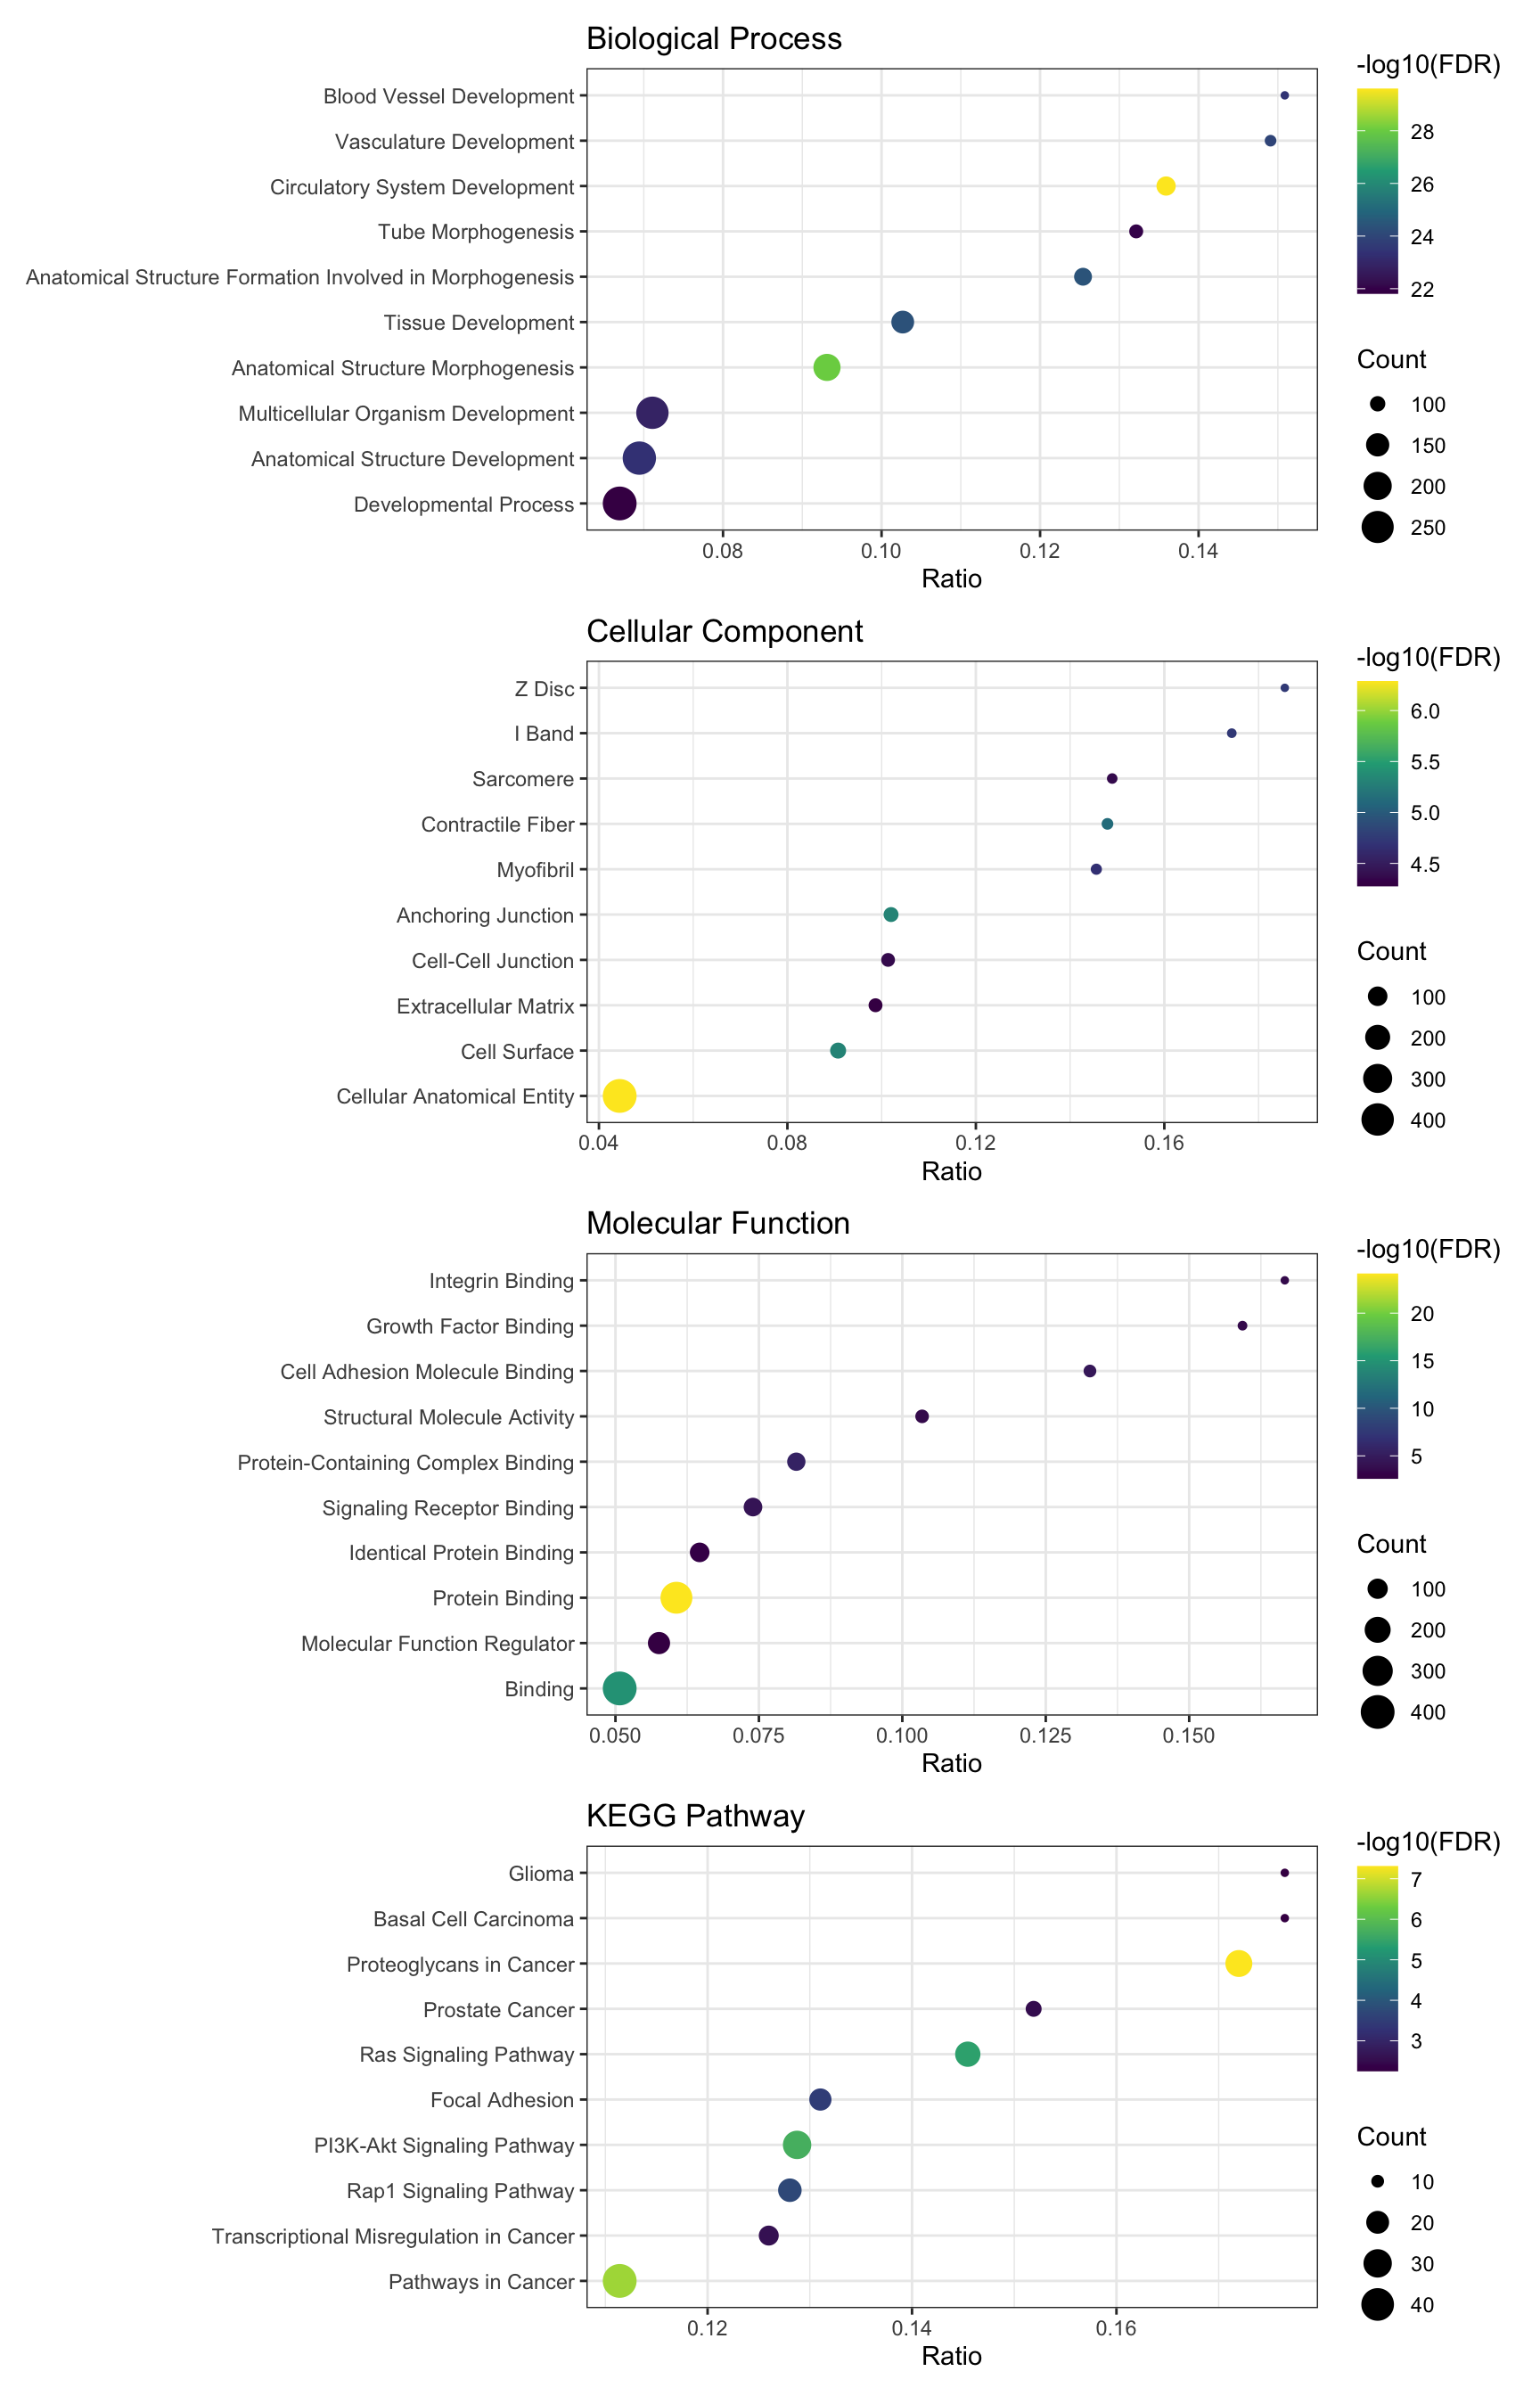 Biological Process
Blood Vessel Development
Vasculature Development
Circulatory System Development
Tube Morphogenesis
Anatomical Structure Formation Involved in Morphogenesis
Tissue Development
Anatomical Structure Morphogenesis
Multicellular Organism Development
Anatomical Structure Development
Developmental Process
0.08 0.10 0.12 0.14
Ratio
-log10(FDR)
28
26
24
22
Count
100
150
200
250
Cellular Component
Z Disc
I Band
Sarcomere
Contractile Fiber
Myofibril
Anchoring Junction
Cell-Cell Junction
Extracellular Matrix
Cell Surface
Cellular Anatomical Entity
0.04 0.08 0.12 0.16
Ratio
-log10(FDR)
6.0
5.5
5.0
4.5
Count
100
200
300
400
Molecular Function
Integrin Binding
Growth Factor Binding
Cell Adhesion Molecule Binding
Structural Molecule Activity
Protein-Containing Complex Binding
Signaling Receptor Binding
Identical Protein Binding
Protein Binding
Molecular Function Regulator
Binding
0.050 0.075 0.100 0.125 0.150
Ratio
-log10(FDR)
20
15
10
5
Count
100
200
300
400
KEGG Pathway
Glioma
Basal Cell Carcinoma
Proteoglycans in Cancer
Prostate Cancer
Ras Signaling Pathway
Focal Adhesion
PI3K-Akt Signaling Pathway
Rap1 Signaling Pathway
Transcriptional Misregulation in Cancer
Pathways in Cancer
0.12 0.14 0.16
Ratio
-log10(FDR)
7
6
5
4
3
Count
10
20
30
40